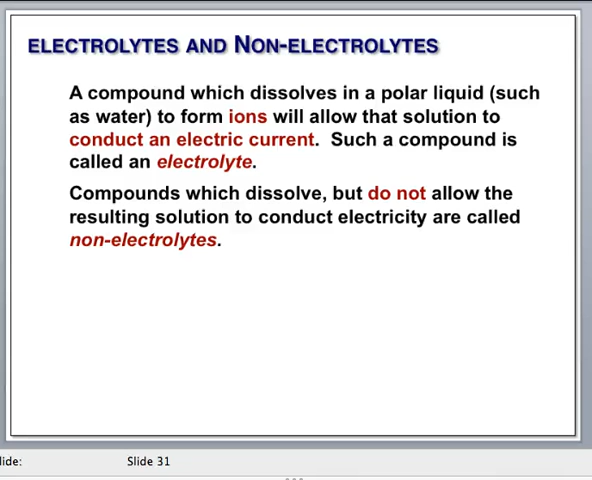 ELECTROLYTES AND NON-ELECTROLYTES
A compound which dissolves in a polar liquid (such
as water) to form ions will allow that solution to
conduct an electric current.  Such a compound is
called an electrolyte.
Compounds which dissolve, but do not allow the
resulting solution to conduct electricity are called
non-electrolytes.
lide: Slide 31